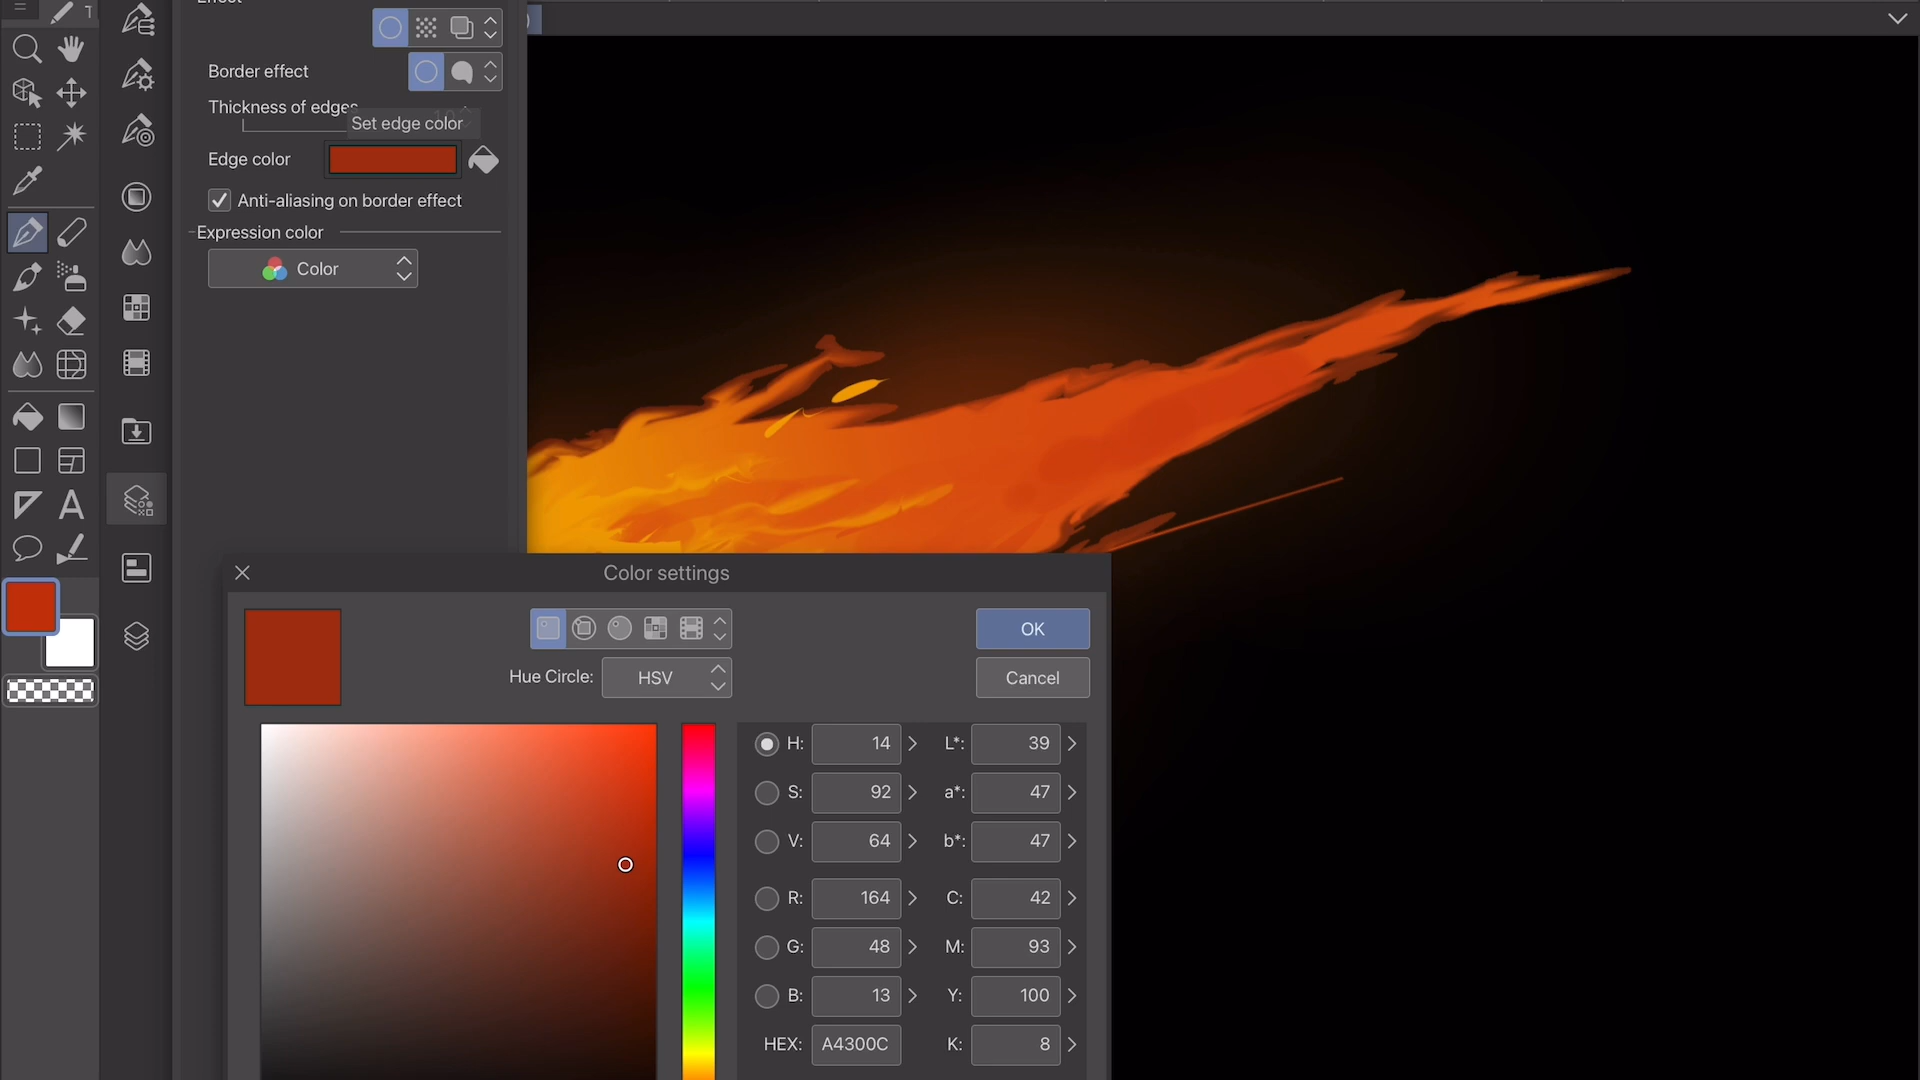 T
Effect
Border effect
Thickness of edges
Set edge color
Edge color
Anti-aliasing on border effect
Expression color
Color
Color settings
OK
Hue Circle: HSV
Cancel
H: 14 L*: 39
S: 92 a*: 47
V: 64 b*: 47
R: 164 C: 42
G: 48 M: 93
B: 13 Y: 100
HEX: A4300C K: 8